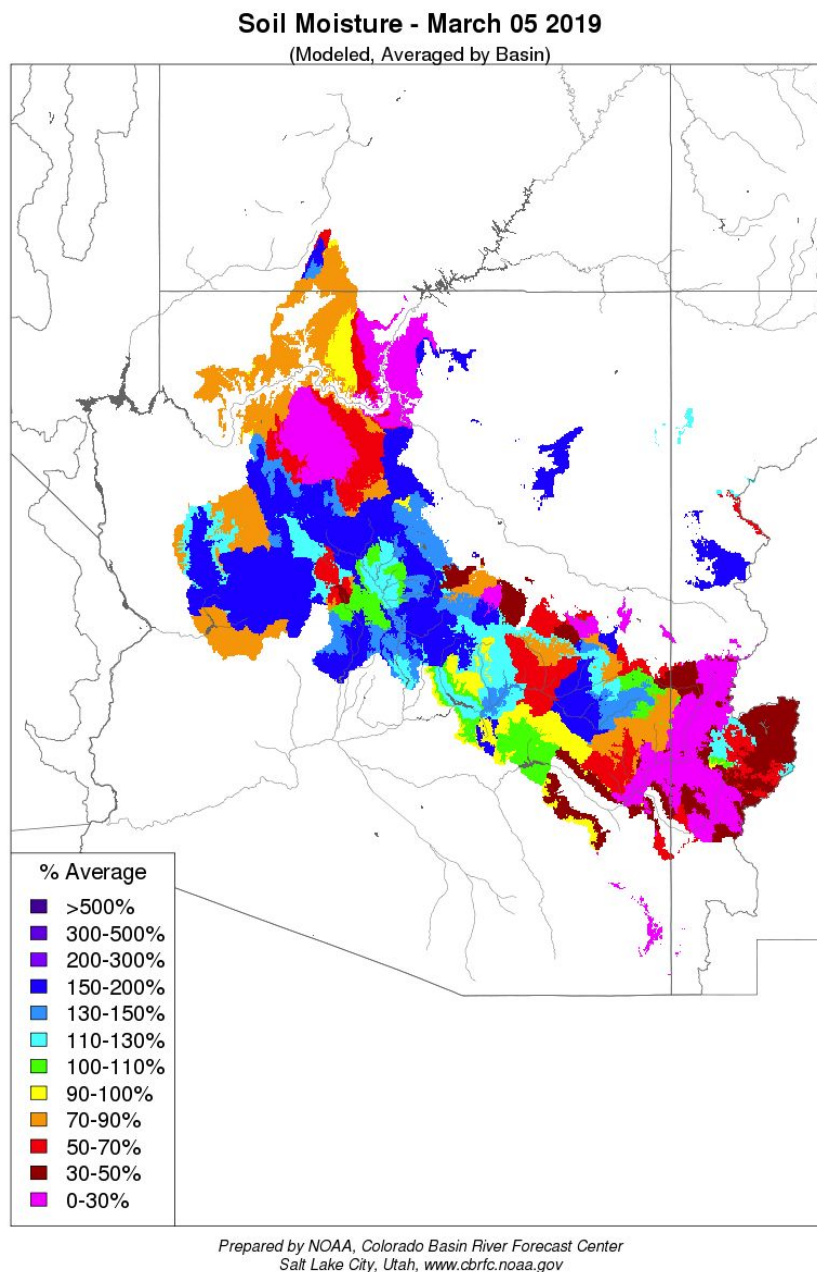 Soil Moisture - March 05 2019
(Modeled, Averaged by Basin)
% Average
>500%
300-500%
200-300%
150-200%
130-150%
110-130%
100-110%
90-100%
70-90%
50-70%
30-50%
0-30%
Prepared by NOAA, Colorado Basin River Forecast Center
Salt Lake City, Utah, www.cbrfc.noaa.gov